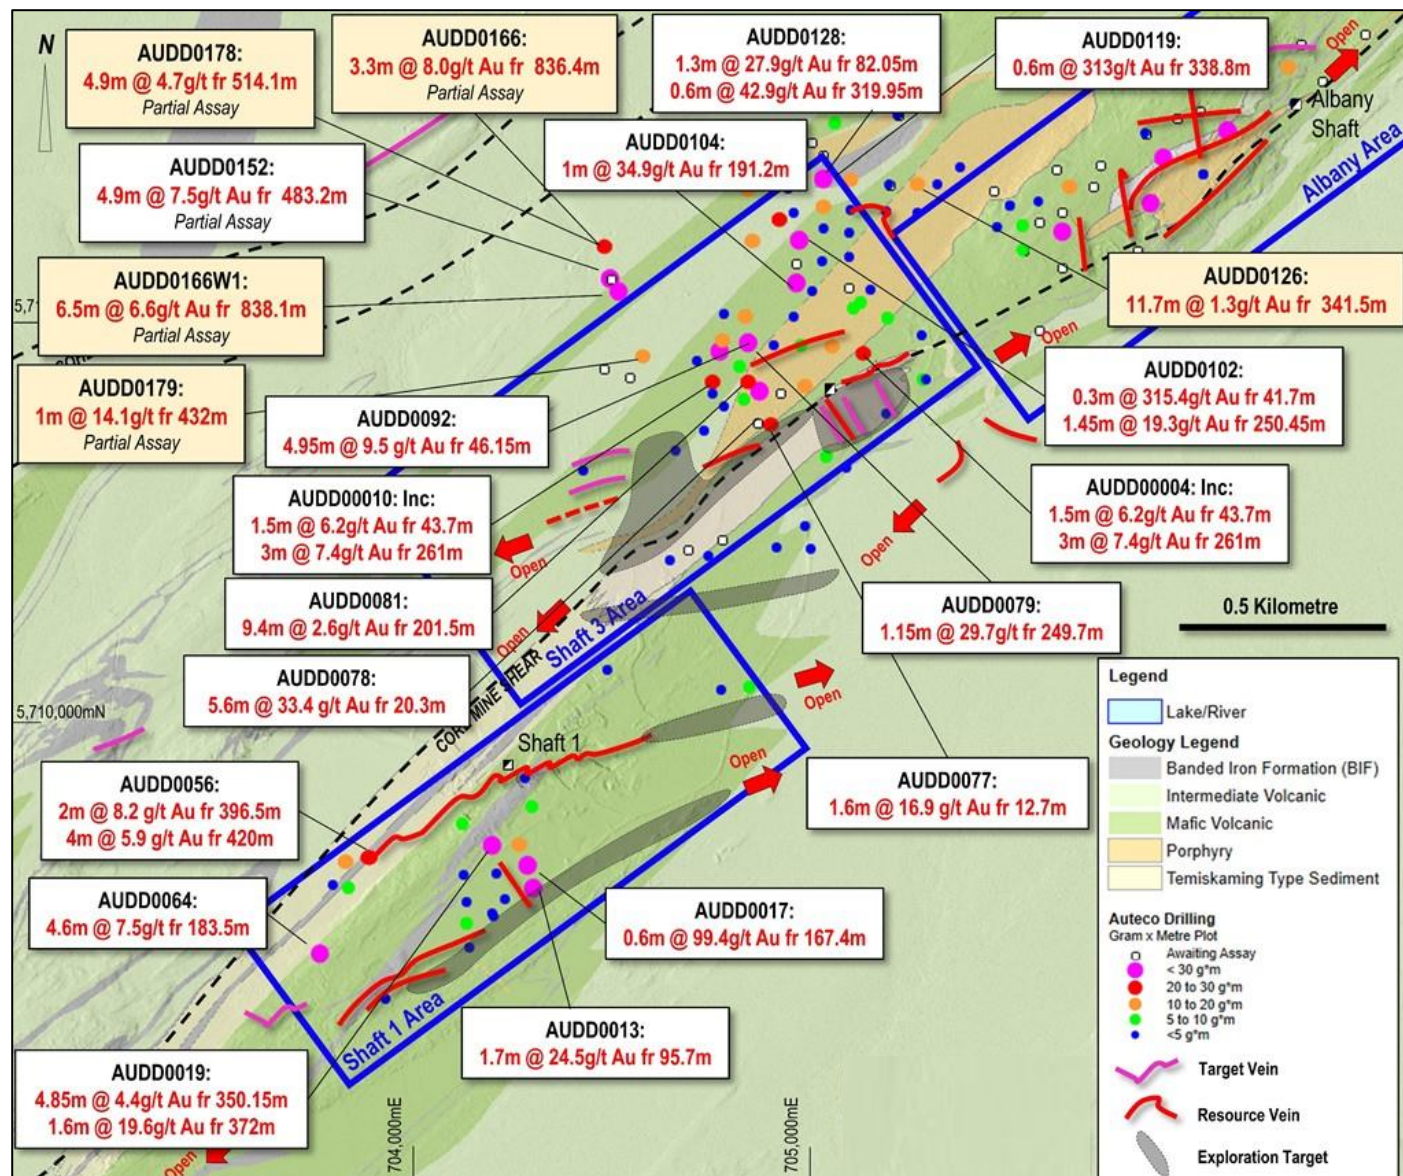 N
AUDD0178:
4.9m @ 4.7g/t fr 514.1m
Partial Assay
AUDD0166:
3.3m @ 8.0g/t Au fr 836.4m
Partial Assay
AUDD0128:
1.3m @ 27.9g/t Au fr 82.05m
0.6m @ 42.9g/t Au fr 319.95m
AUDD0119:
0.6m @ 313g/t Au fr 338.8m
Open
Albany
Shaft
Albany Area
AUDD0104:
1m @ 34.9g/t Au fr 191.2m
AUDD0152:
4.9m @ 7.5g/t Au fr 483.2m
Partial Assay
AUDD0166W1:
6.5m @ 6.6g/t Au fr 838.1m
Partial Assay
AUDD0126:
11.7m @ 1.3g/t Au fr 341.5m
5,71
Open
AUDD0179:
1m @ 14.1g/t fr 432m
Partial Assay
AUDD0102:
0.3m @ 315.4g/t Au fr 41.7m
1.45m @ 19.3g/t Au fr 250.45m
AUDD0092:
4.95m @ 9.5 g/t Au fr 46.15m
AUDD00010: Inc:
1.5m @ 6.2g/t Au fr 43.7m
3m @ 7.4g/t Au fr 261m
AUDD00004: Inc:
1.5m @ 6.2g/t Au fr 43.7m
3m @ 7.4g/t Au fr 261m
Open
Open
AUDD0081:
9.4m @ 2.6g/t Au fr 201.5m
Open
Shaft 3 Area
AUDD0079:
1.15m @ 29.7g/t fr 249.7m
0.5 Kilometre
AUDD0078:
5.6m @ 33.4 g/t Au fr 20.3m
5,710,000mN
MINE SHEAR
Open
Shaft 1
Open
AUDD0056:
2m @ 8.2 g/t Au fr 396.5m
4m @ 5.9 g/t Au fr 420m
AUDD0077:
1.6m @ 16.9 g/t Au fr 12.7m
AUDD0064:
4.6m @ 7.5g/t fr 183.5m
AUDD0017:
0.6m @ 99.4g/t Au fr 167.4m
Shaft 1 Area
AUDD0013:
1.7m @ 24.5g/t Au fr 95.7m
AUDD0019:
4.85m @ 4.4g/t Au fr 350.15m
1.6m @ 19.6g/t Au fr 372m
Open
704,000mE
705,000mE
Legend
Lake/River
Geology Legend
Banded Iron Formation (BIF)
Intermediate Volcanic
Mafic Volcanic
Porphyry
Temiskaming Type Sediment
Auteco Drilling
Gram x Metre Plot
Awaiting Assay
< 30 g*m
20 to 30 g*m
10 to 20 g*m
5 to 10 g*m
<5 g*m
Target Vein
Resource Vein
Exploration Target